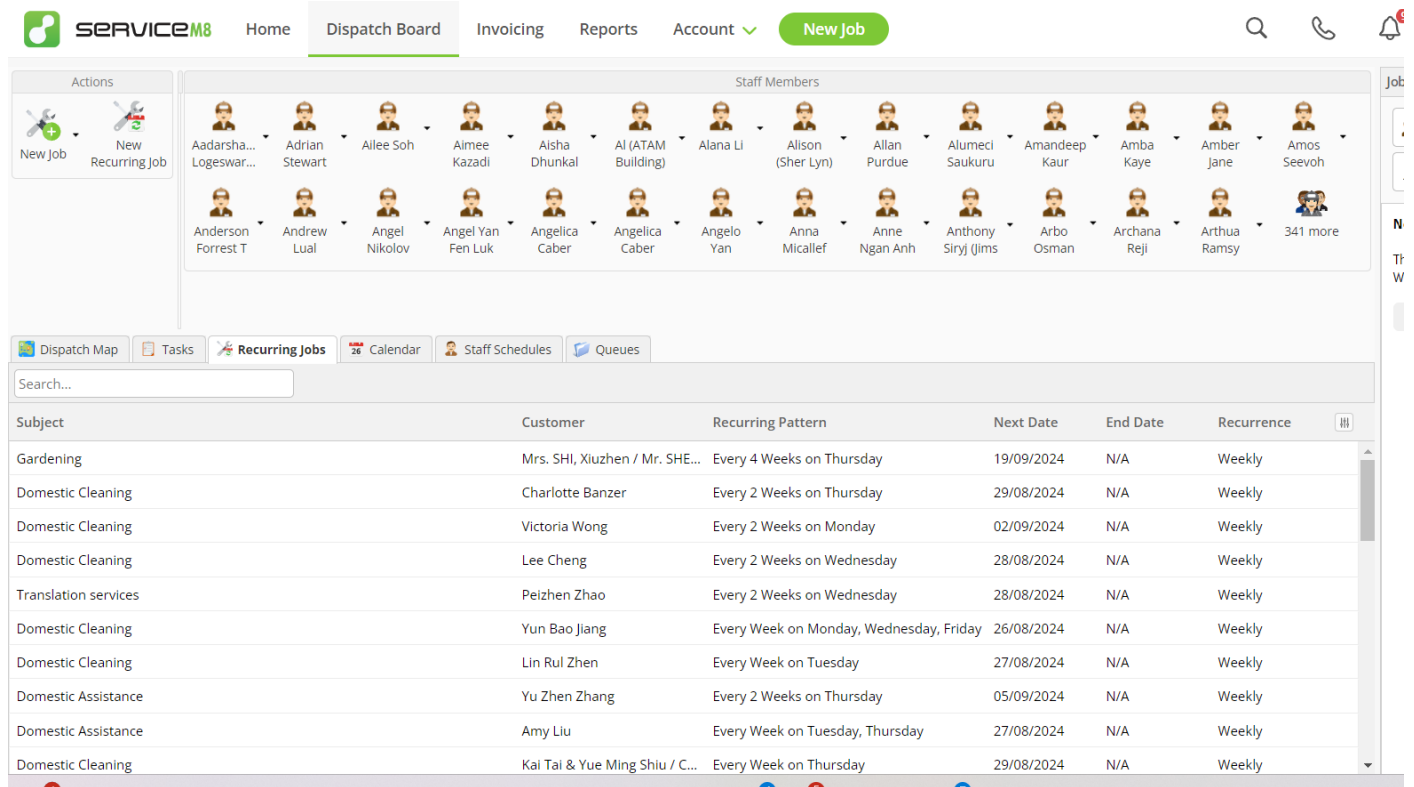 SERVICEM8 Home Dispatch Board Invoicing Reports Account New Job
Actions
Staff Members
New Job
New Recurring Job
Aadarsha... Logeswar...
Adrian Stewart
Ailee Soh
Aimee Kazadi
Aisha Dhunkal
Al (ATAM Building)
Alana Li
Alison (Sher Lyn)
Allan Purdue
Alumeci Saukuru
Amandeep Kaur
Amba Kaye
Amber Jane
Amos Seevoh
Anderson Forrest T
Andrew Lual
Angel Nikolov
Angel Yan Fen Luk
Angelica Caber
Angelica Caber
Angelo Yan
Anna Micallef
Anne Ngan Anh
Anthony Siryj (Jims
Arbo Osman
Archana Reji
Arthua Ramsy
341 more
Dispatch Map Tasks Recurring Jobs 26 Calendar Staff Schedules Queues
Search...
Subject Customer Recurring Pattern Next Date End Date Recurrence
Gardening Mrs. SHI, Xiuzhen / Mr. SHE... Every 4 Weeks on Thursday 19/09/2024 N/A Weekly
Domestic Cleaning Charlotte Banzer Every 2 Weeks on Thursday 29/08/2024 N/A Weekly
Domestic Cleaning Victoria Wong Every 2 Weeks on Monday 02/09/2024 N/A Weekly
Domestic Cleaning Lee Cheng Every 2 Weeks on Wednesday 28/08/2024 N/A Weekly
Translation services Peizhen Zhao Every 2 Weeks on Wednesday 28/08/2024 N/A Weekly
Domestic Cleaning Yun Bao Jiang Every Week on Monday, Wednesday, Friday 26/08/2024 N/A Weekly
Domestic Cleaning Lin Rul Zhen Every Week on Tuesday 27/08/2024 N/A Weekly
Domestic Assistance Yu Zhen Zhang Every 2 Weeks on Thursday 05/09/2024 N/A Weekly
Domestic Assistance Amy Liu Every Week on Tuesday, Thursday 27/08/2024 N/A Weekly
Domestic Cleaning Kai Tai & Yue Ming Shiu / C... Every Week on Thursday 29/08/2024 N/A Weekly